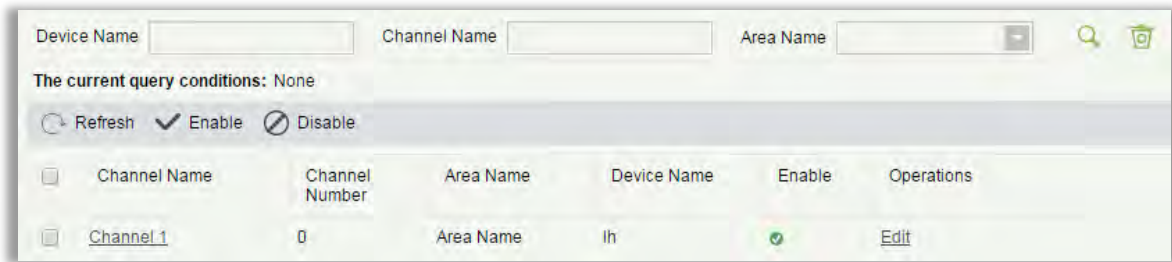 Device Name Channel Name Area Name
The current query conditions: None
Refresh Enable Disable
Channel Name Channel Number Area Name Device Name Enable Operations
Channel 1 0 Area Name lh Edit